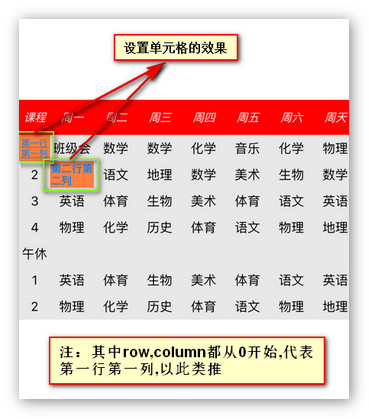 设置单元格的效果
课程 周一 周二 周三 周四 周五 周六 周天
第一行
第一列 班级会 数学 数学 化学 音乐 化学 物理
2 第二行第
二列 语文 地理 数学 美术 生物 数学
3 英语 体育 生物 美术 体育 语文 英语
4 物理 化学 历史 体育 语文 物理 地理
午休
1 英语 体育 生物 美术 体育 语文 英语
2 物理 化学 历史 体育 语文 物理 地理
注：其中row,column都从0开始,代表
第一行第一列,以此类推